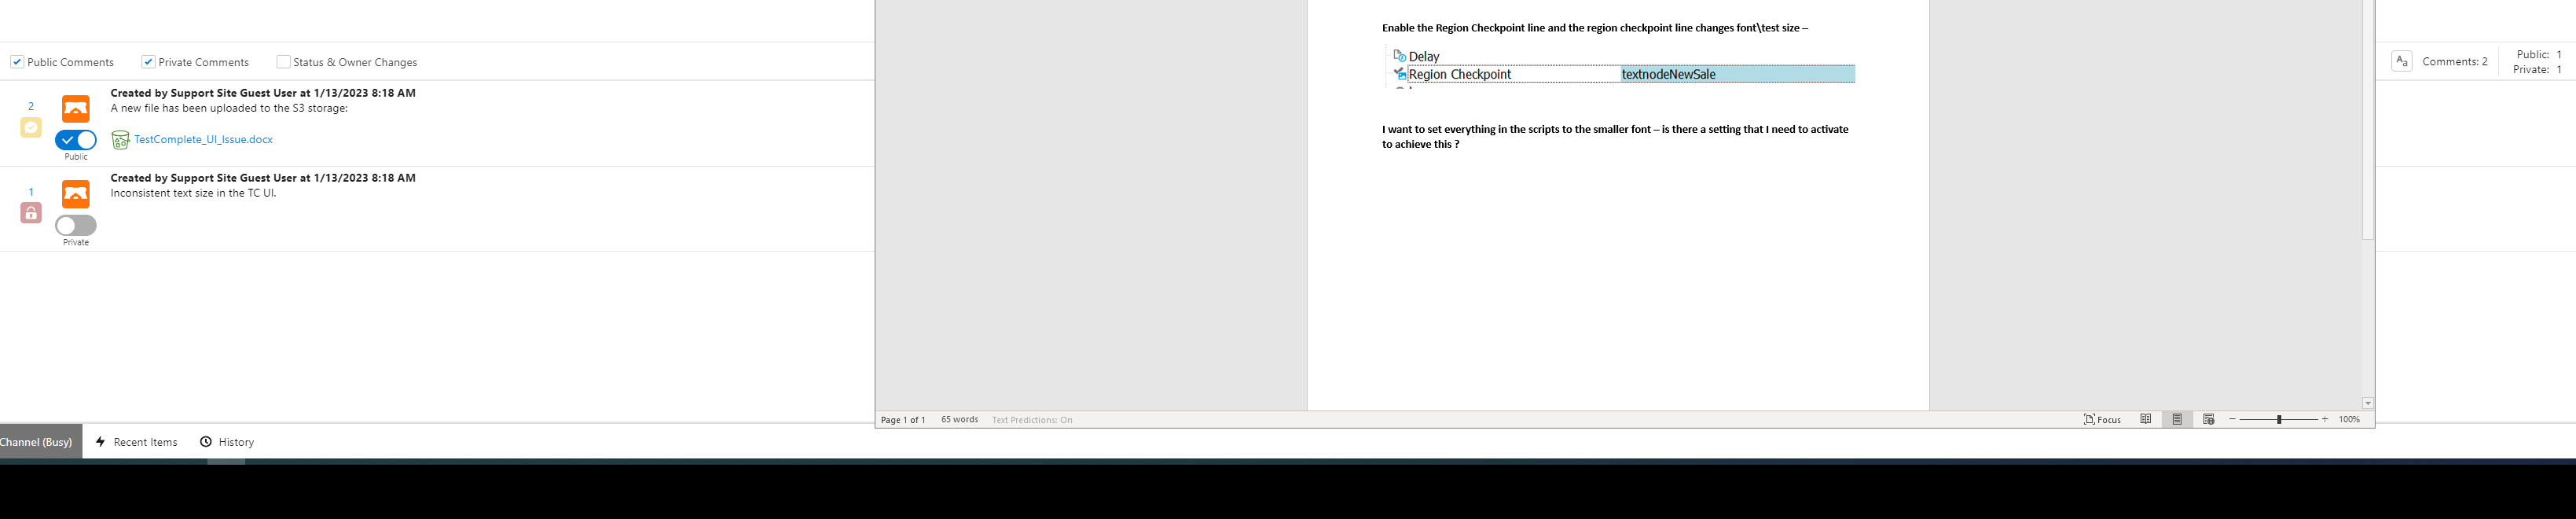 Public Comments
Private Comments
Status & Owner Changes
2
Created by Support Site Guest User at 1/13/2023 8:18 AM
A new file has been uploaded to the S3 storage:
TestComplete_UI_Issue.docx
Public
1
Created by Support Site Guest User at 1/13/2023 8:18 AM
Inconsistent text size in the TC UI.
Private
Channel (Busy)
Recent Items
History
Enable the Region Checkpoint line and the region checkpoint line changes font\test size –
Delay
Region Checkpoint textnodeNewSale
I want to set everything in the scripts to the smaller font – is there a setting that I need to activate
to achieve this ?
Page 1 of 1 65 words Text Predictions: On
Focus
100%
Aa
Comments: 2
Public: 1
Private: 1